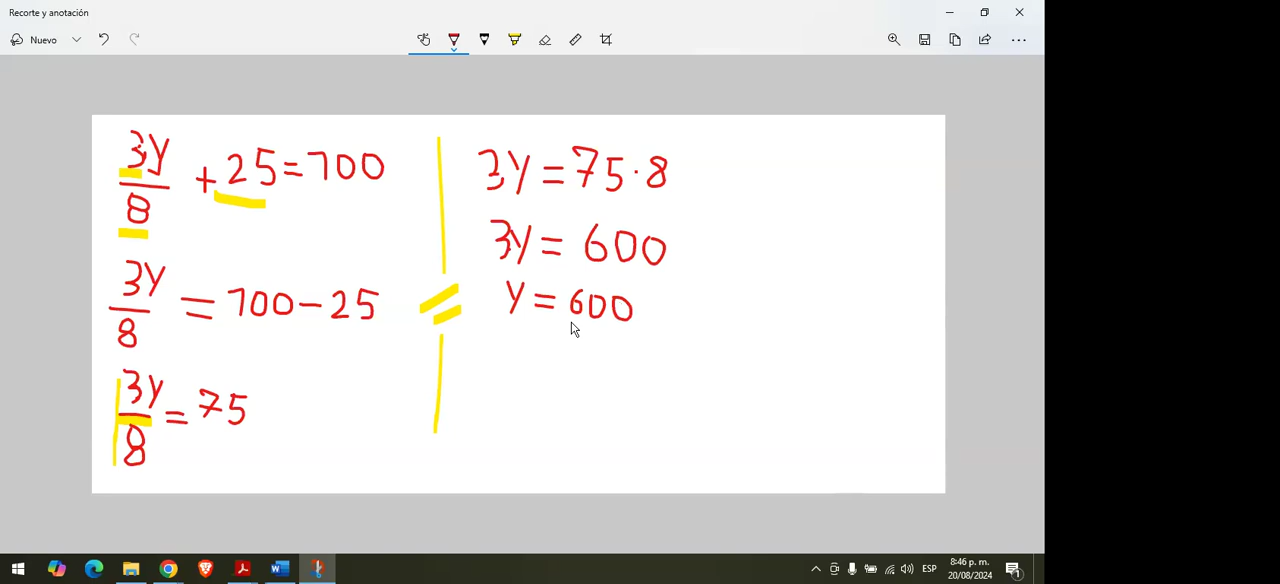 Recorte y anotación
Nuevo
3y/8 + 25 = 700
3y/8 = 700 - 25
3y/8 = 75
3y = 75 · 8
3y = 600
y = 600
ESP
8:46 p. m.
20/08/2024
1